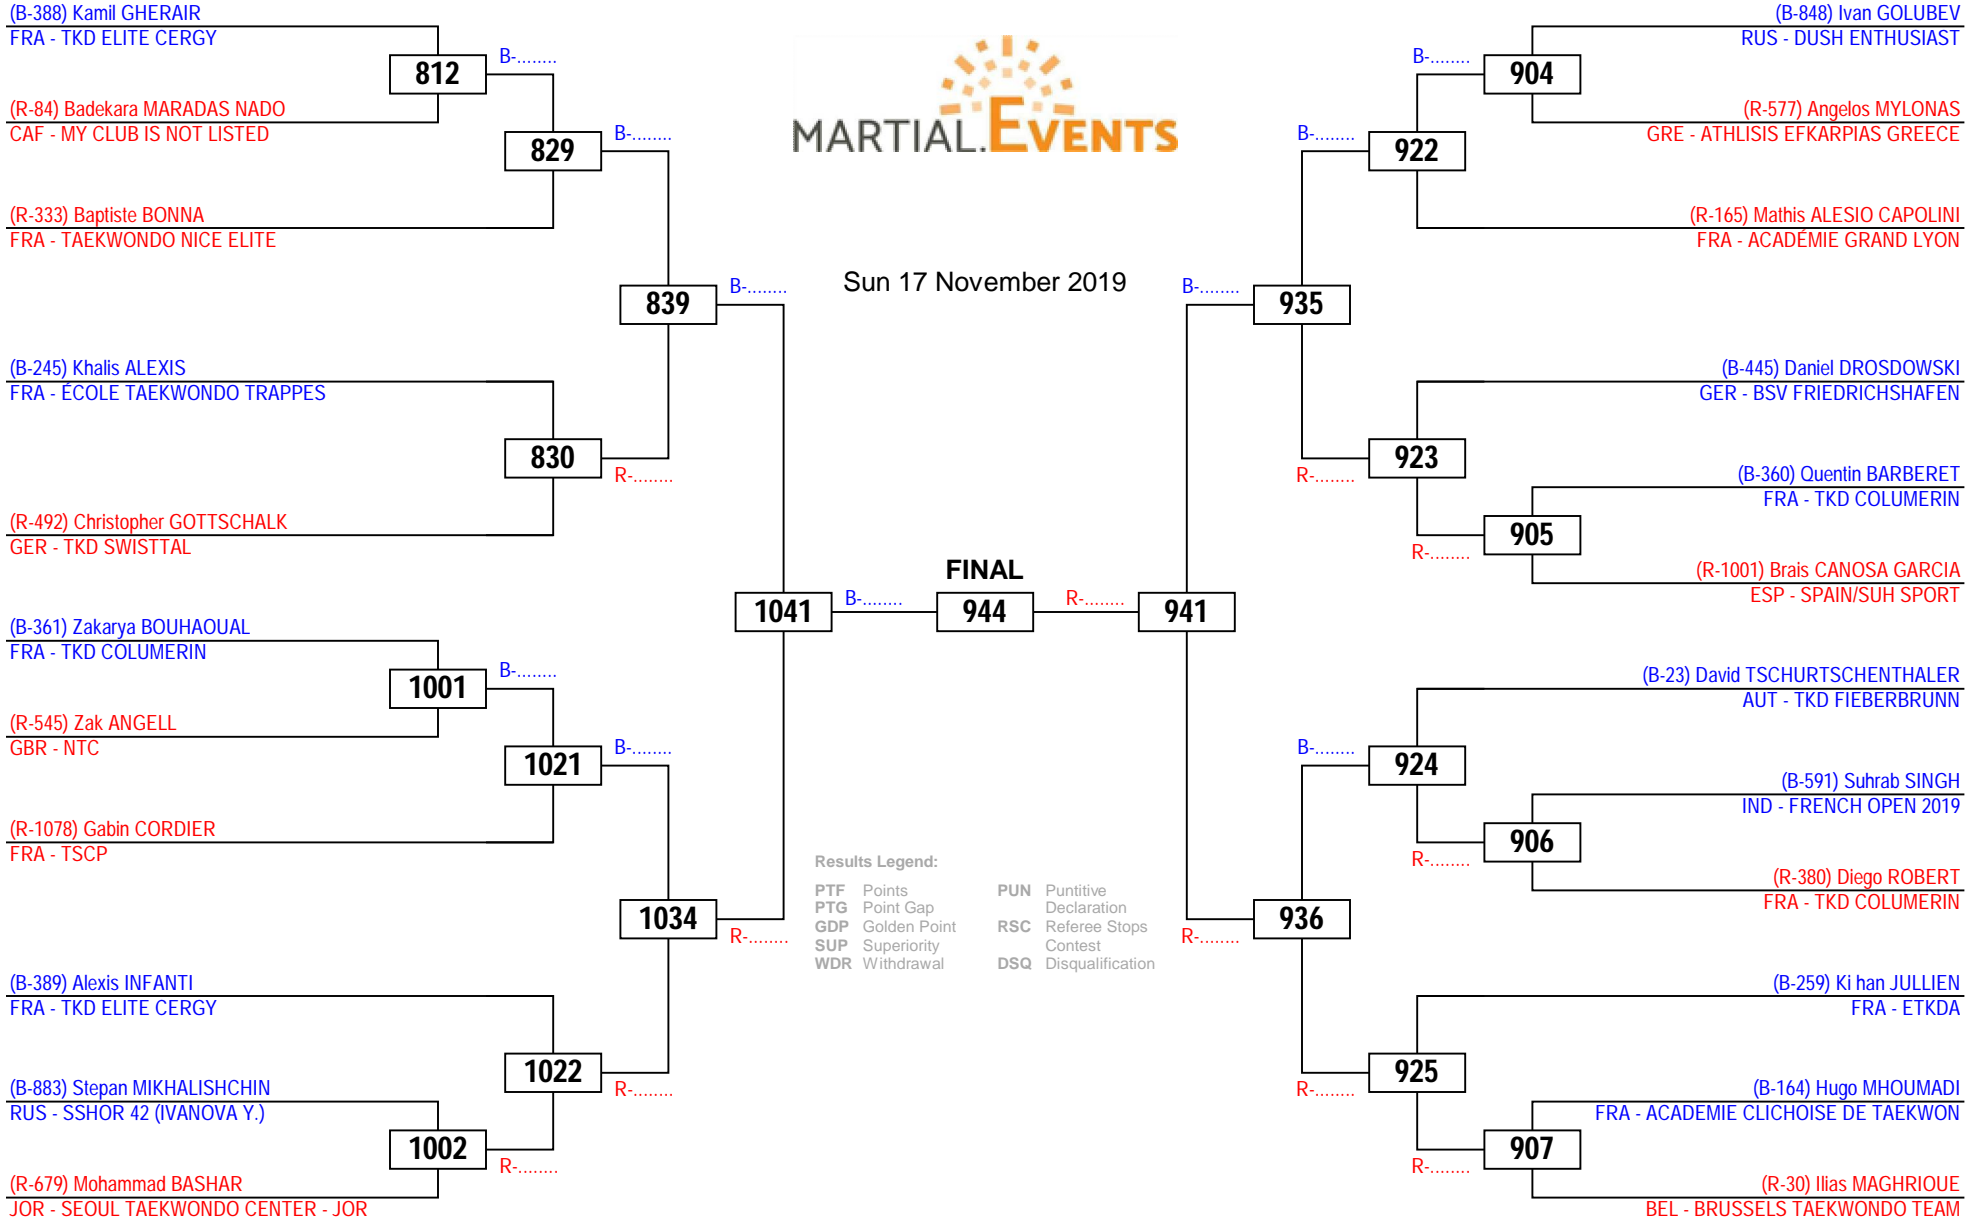 (B-388) Kamil GHERAIR
FRA - TKD ELITE CERGY
812
B-........
(R-84) Badekara MARADAS NADO
CAF - MY CLUB IS NOT LISTED
829
B-........
(R-333) Baptiste BONNA
FRA - TAEKWONDO NICE ELITE
839
B-........
(B-245) Khalis ALEXIS
FRA - ÉCOLE TAEKWONDO TRAPPES
830
R-........
(R-492) Christopher GOTTSCHALK
GER - TKD SWISTTAL
1041
B-........
(B-361) Zakarya BOUHAOUAL
FRA - TKD COLUMERIN
1001
B-........
(R-545) Zak ANGELL
GBR - NTC
1021
B-........
(R-1078) Gabin CORDIER
FRA - TSCP
1034
R-........
(B-389) Alexis INFANTI
FRA - TKD ELITE CERGY
1022
R-........
(B-883) Stepan MIKHALISHCHIN
RUS - SSHOR 42 (IVANOVA Y.)
1002
R-........
(R-679) Mohammad BASHAR
JOR - SEOUL TAEKWONDO CENTER - JOR
MARTIAL.EVENTS
Sun 17 November 2019
FINAL
944
Results Legend:
PTF Points
PTG Point Gap
GDP Golden Point
SUP Superiority
WDR Withdrawal
PUN Puntitive
Declaration
RSC Referee Stops
Contest
DSQ Disqualification
(B-848) Ivan GOLUBEV
RUS - DUSH ENTHUSIAST
B-........
904
(R-577) Angelos MYLONAS
GRE - ATHLISIS EFKARPIAS GREECE
B-........
922
(R-165) Mathis ALESIO CAPOLINI
FRA - ACADÉMIE GRAND LYON
B-........
935
(B-445) Daniel DROSDOWSKI
GER - BSV FRIEDRICHSHAFEN
R-........
923
(B-360) Quentin BARBERET
FRA - TKD COLUMERIN
R-........
905
(R-1001) Brais CANOSA GARCIA
ESP - SPAIN/SUH SPORT
R-........
941
(B-23) David TSCHURTSCHENTHALER
AUT - TKD FIEBERBRUNN
B-........
924
(B-591) Suhrab SINGH
IND - FRENCH OPEN 2019
R-........
906
(R-380) Diego ROBERT
FRA - TKD COLUMERIN
R-........
936
(B-259) Ki han JULLIEN
FRA - ETKDA
R-........
925
(B-164) Hugo MHOUMADI
FRA - ACADEMIE CLICHOISE DE TAEKWON
R-........
907
(R-30) Ilias MAGHRIOUE
BEL - BRUSSELS TAEKWONDO TEAM